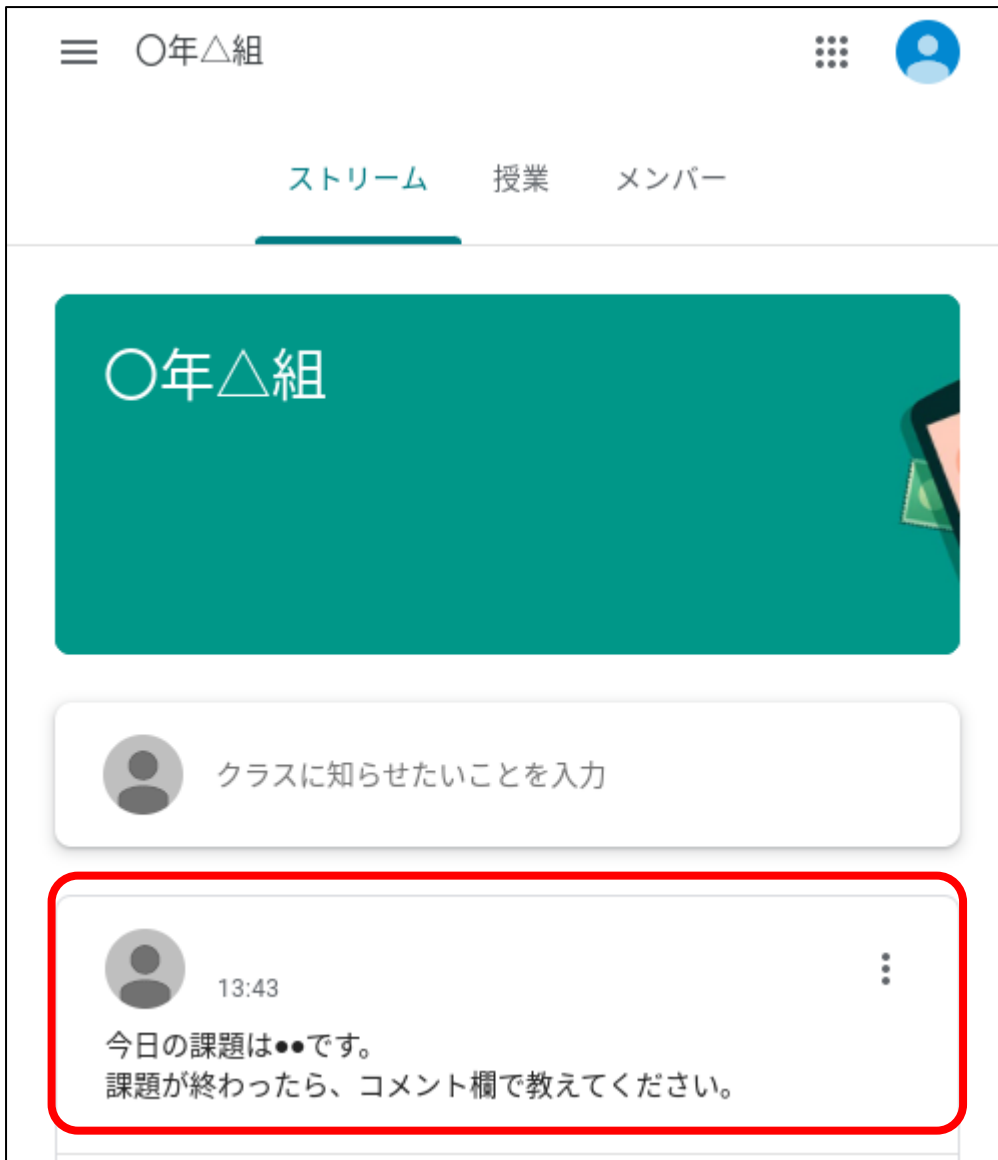 〇年△組
ストリーム 授業 メンバー
〇年△組
クラスに知らせたいことを入力
13:43
今日の課題は●●です。
課題が終わったら、コメント欄で教えてください。